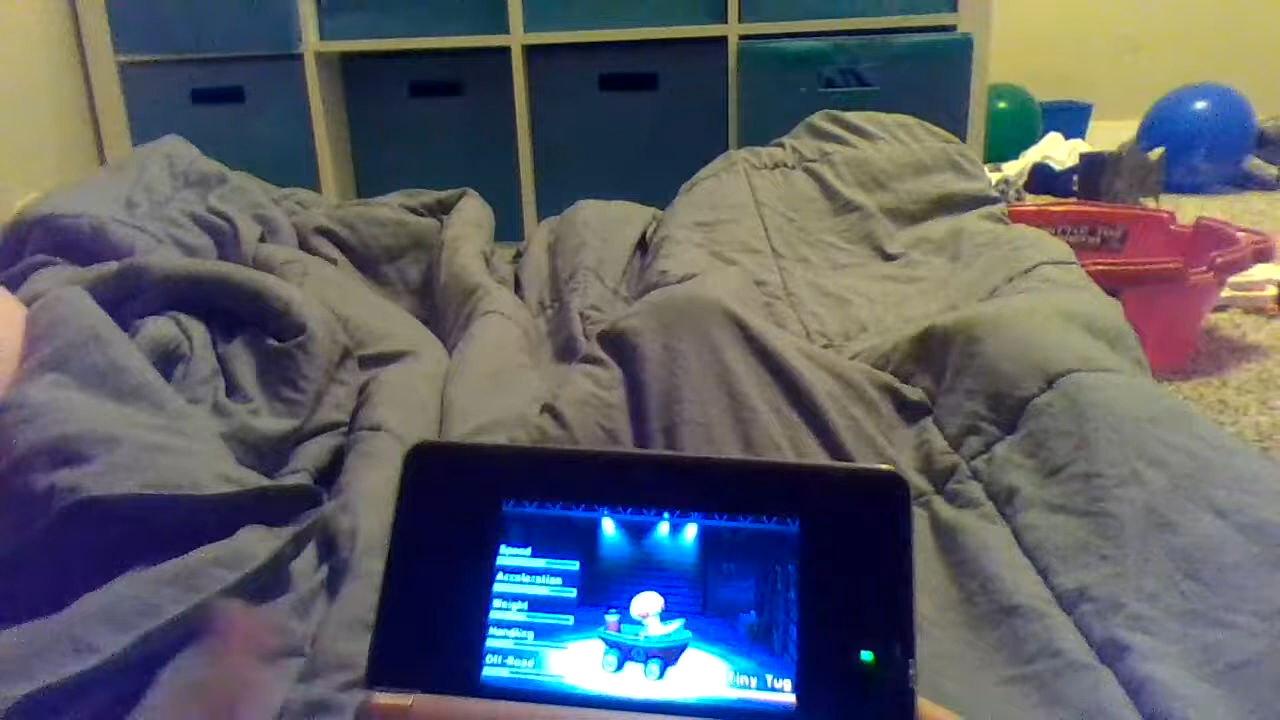 Speed
Acceleration
Weight
Handling
Off-Road
Tiny Tug